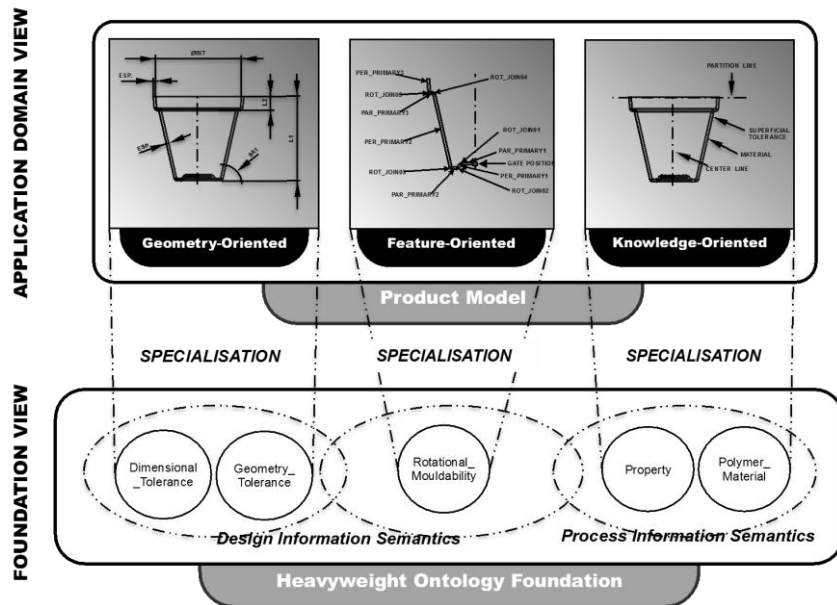 APPLICATION DOMAIN VIEW
ØINT
ESP.
L2
L1
ESP.
PER_PRIMARY3
ROT_JOIN04
ROT_JOIN05
PAR_PRIMARY3
ROT_JOIN01
PER_PRIMARY2
PAR_PRIMARY1
GATE POSITION
ROT_JOIN03
PER_PRIMARY1
PAR_PRIMARY2
ROT_JOIN02
PARTITION LINE
SUPERFICIAL
TOLERANCE
MATERIAL
CENTER LINE
Geometry-Oriented
Feature-Oriented
Knowledge-Oriented
Product Model
SPECIALISATION
SPECIALISATION
SPECIALISATION
FOUNDATION VIEW
Dimensional
_Tolerance
Geometry_
Tolerance
Rotational_
Mouldability
Property
Polymer_
Material
Design Information Semantics
Process Information Semantics
Heavyweight Ontology Foundation